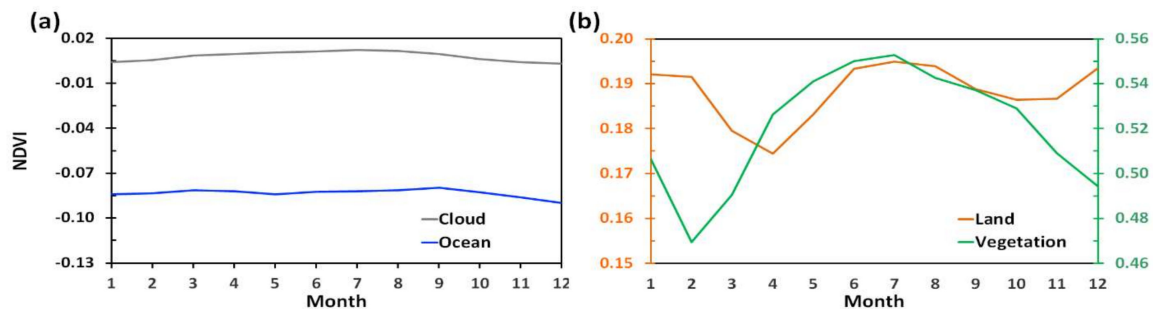 (a)
0.02
-0.01
-0.04
-0.07
-0.10
-0.13
NDVI
Cloud
Ocean
1 2 3 4 5 6 7 8 9 10 11 12
Month
(b)
0.20
0.19
0.18
0.17
0.16
0.15
0.56
0.54
0.52
0.50
0.48
0.46
Land
Vegetation
1 2 3 4 5 6 7 8 9 10 11 12
Month